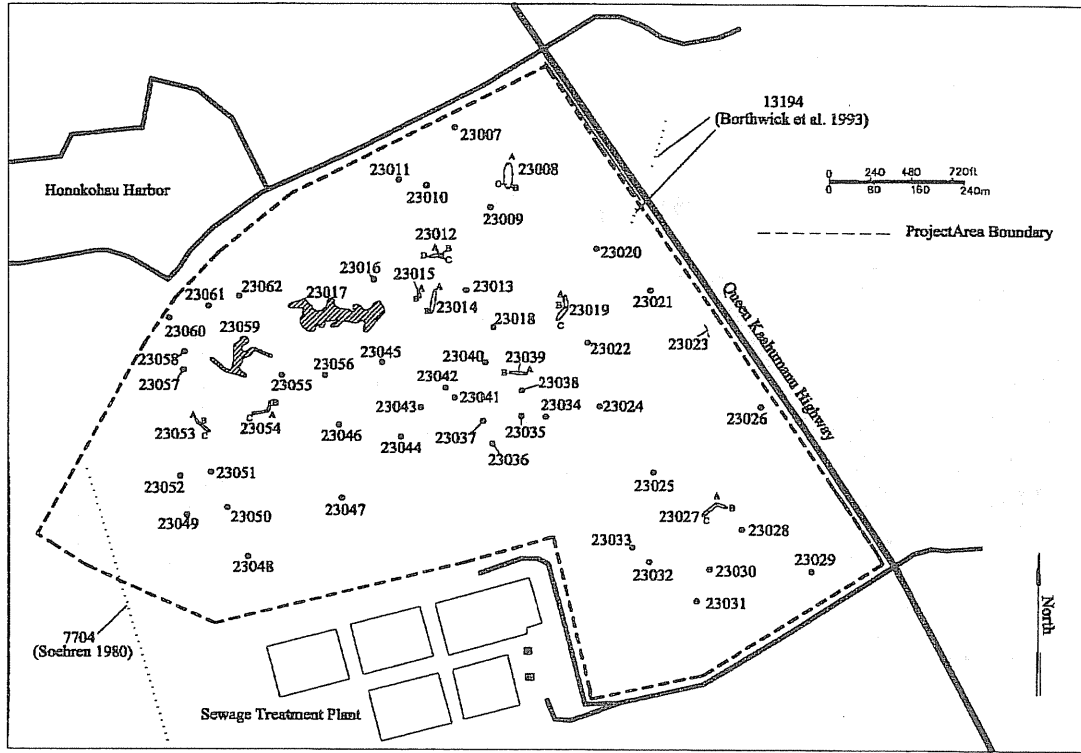 23007
13194
(Borthwick et al. 1993)
A
23008
C B
23011
23010
Honokohau Harbor
23009
0 240 480 720ft
0 80 160 240m
23012
A B
D C
ProjectArea Boundary
23020
23016
23015
A
B
A
B
23014
23013
23062
23061
23017
A
B
C
23019
23021
23018
23060
23059
23022
23023
Queen Kaahumanu Highway
23058
23057
23056
23055
23045
23040
23039
B A
23042
23041
23038
23043
23034
23024
23026
B
C A
23054
B
C
23053
23046
23044
23037
23035
23036
23051
23052
23025
23047
A
B
C
23027
23028
23049
23050
23033
23048
23032
23030
23029
23031
7704
(Soehren 1980)
Sewage Treatment Plant
North